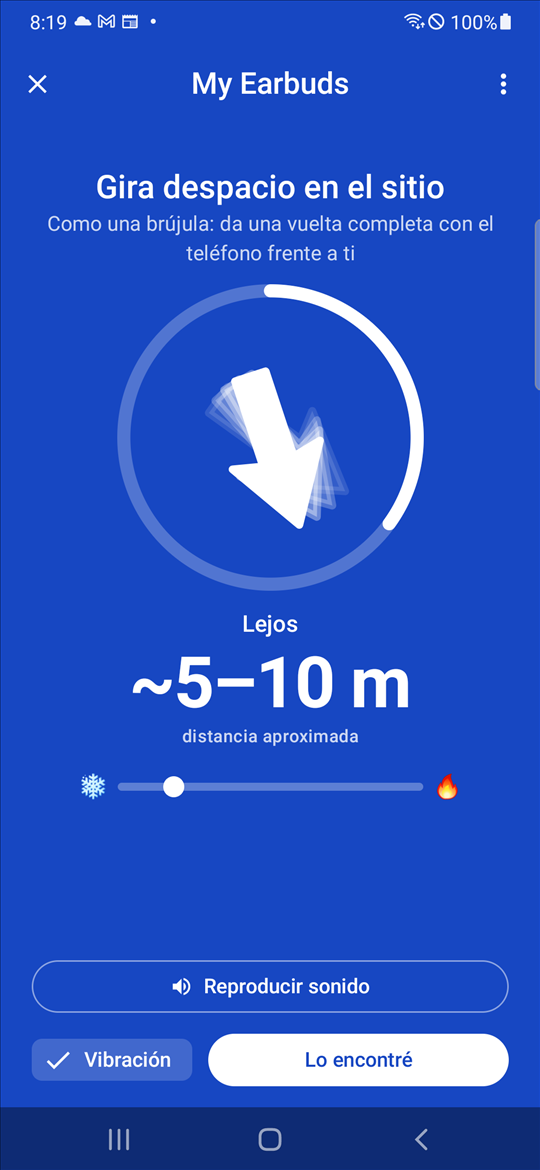 8:19
100%
My Earbuds
Gira despacio en el sitio
Como una brújula: da una vuelta completa con el
teléfono frente a ti
Lejos
~5–10 m
distancia aproximada
Reproducir sonido
Vibración
Lo encontré